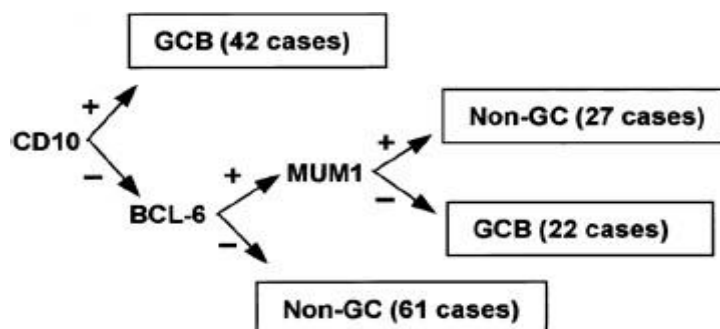 GCB (42 cases)
+
Non-GC (27 cases)
+
CD10
+
MUM1
−
−
BCL-6
GCB (22 cases)
−
Non-GC (61 cases)